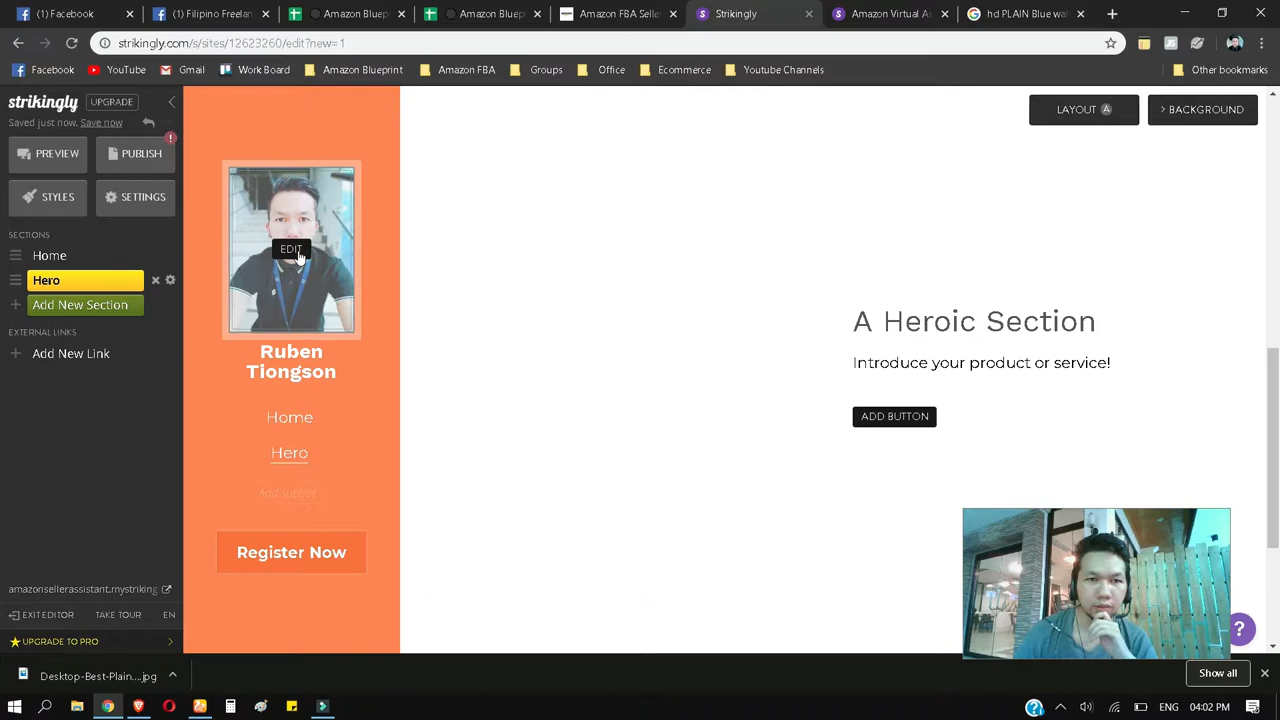 (1) Facebook
(1) Filipino Freelan
Amazon Bluep
Amazon Bluep
Amazon FBA Selle
Strikingly
Amazon Virtual As
hd PLAIN Blue wal
strikingly.com/s/sites/12623260/edit?new=1
Facebook
YouTube
Gmail
Work Board
Amazon Blueprint
Amazon FBA
Groups
Office
Ecommerce
Youtube Channels
Other bookmarks
strikingly
UPGRADE
Saved just now. Save now
PREVIEW
PUBLISH
STYLES
SETTINGS
SECTIONS
Home
Hero
Add New Section
EXTERNAL LINKS
Add New Link
amazonsellerassistant.mystriking
EXIT EDITOR
TAKE TOUR
EN
UPGRADE TO PRO
EDIT
Ruben
Tiongson
Home
Hero
Add subtitle
Register Now
LAYOUT A
> BACKGROUND
A Heroic Section
Introduce your product or service!
ADD BUTTON
?
Desktop-Best-Plain....jpg
Show all
ENG
04:02 PM